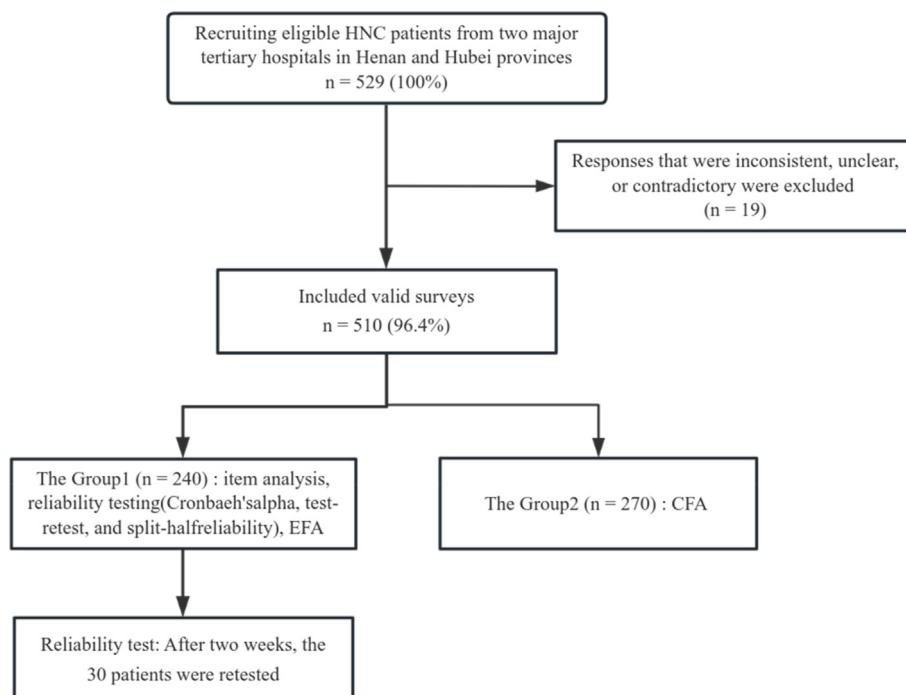 Recruiting eligible HNC patients from two major
tertiary hospitals in Henan and Hubei provinces
n = 529 (100%)
Responses that were inconsistent, unclear,
or contradictory were excluded
(n = 19)
Included valid surveys
n = 510 (96.4%)
The Group1 (n = 240) : item analysis,
reliability testing(Cronbaeh'salpha, test-
retest, and split-halfreliability), EFA
The Group2 (n = 270) : CFA
Reliability test: After two weeks, the
30 patients were retested